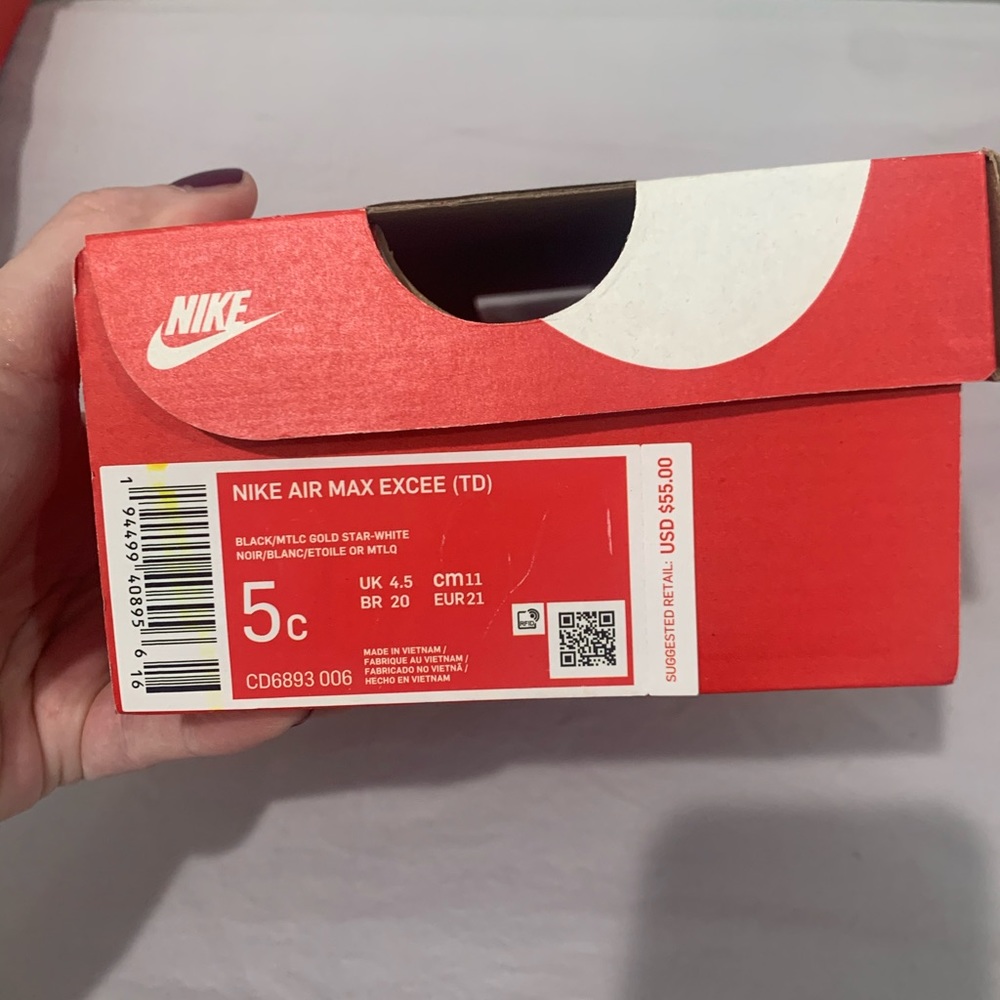 NIKE
NIKE AIR MAX EXCEE (TD)
BLACK/MTLC GOLD STAR-WHITE
NOIR/BLANC/ETOILE OR MTLQ
5c
UK 4.5 cm 11
BR 20 EUR 21
RFID
CD6893 006
MADE IN VIETNAM /
FABRIQUE AU VIETNAM /
FABRICADO NO VIETNÃ /
HECHO EN VIETNAM
1 94499 40895 6 16
SUGGESTED RETAIL: USD $55.00